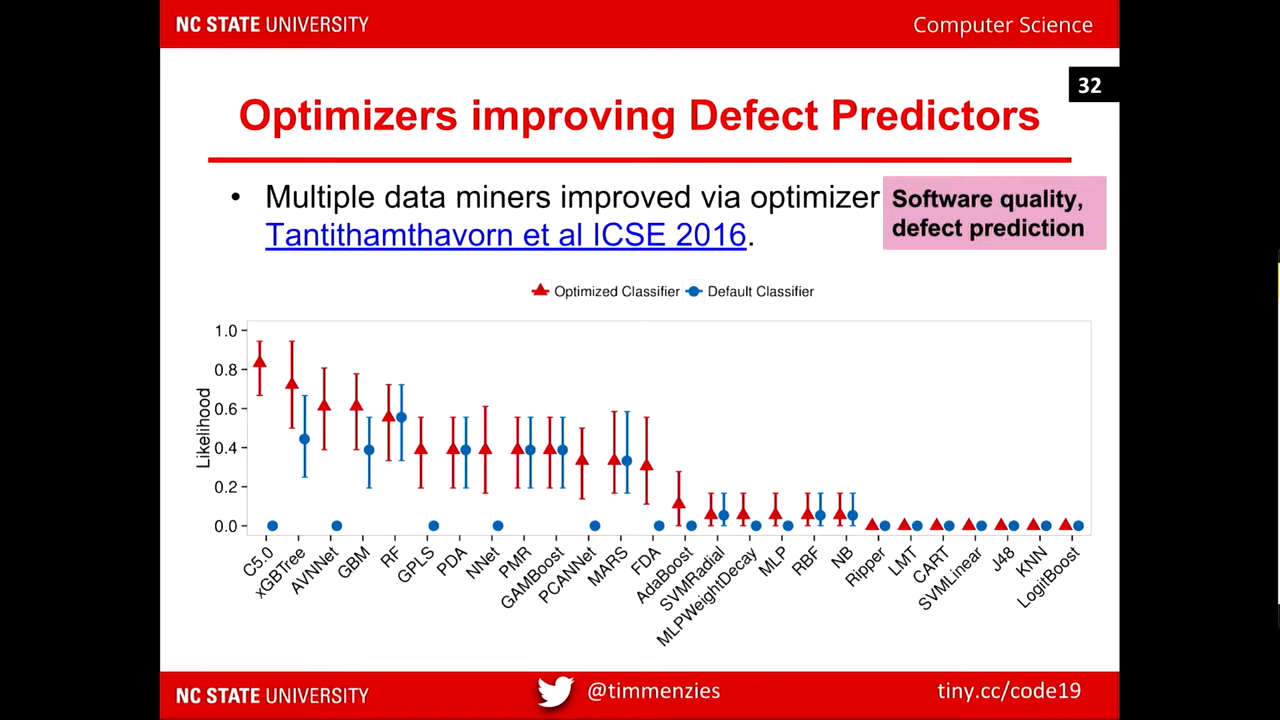 NC STATE UNIVERSITY
Computer Science
32
Optimizers improving Defect Predictors
• Multiple data miners improved via optimizer
Tantithamthavorn et al ICSE 2016.
Software quality,
defect prediction
Optimized Classifier
Default Classifier
Likelihood
1.0
0.8
0.6
0.4
0.2
0.0
C5.0
xGBTree
AVNNet
GBM
RF
GPLS
PDA
NNet
PMR
GAMBoost
PCANNet
MARS
FDA
AdaBoost
SVMRadial
MLPWeightDecay
MLP
RBF
NB
Ripper
LMT
CART
SVMLinear
J48
KNN
LogitBoost
NC STATE UNIVERSITY
@timmenzies
tiny.cc/code19